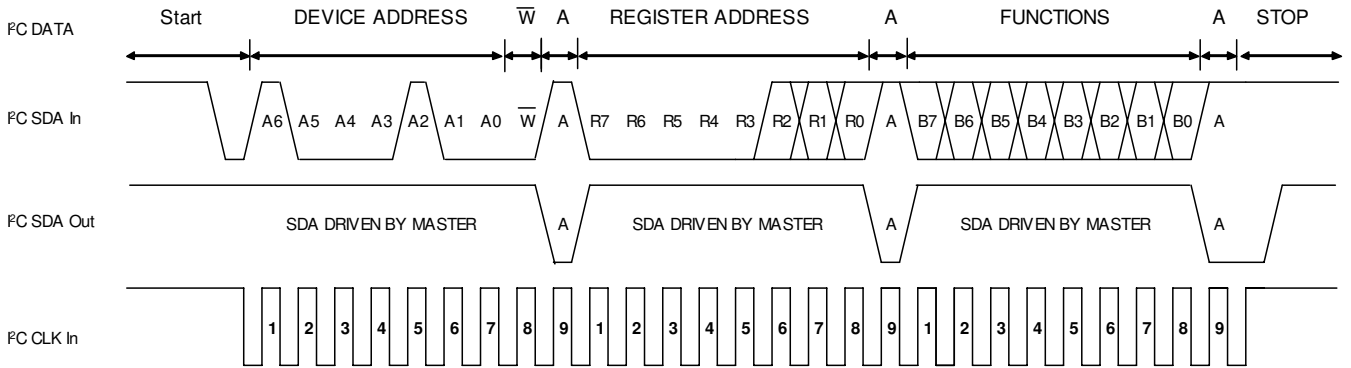 Start DEVICE ADDRESS W̅ A REGISTER ADDRESS A FUNCTIONS A STOP
I²C DATA
I²C SDA In A6 A5 A4 A3 A2 A1 A0 W̅ A R7 R6 R5 R4 R3 R2 R1 R0 A B7 B6 B5 B4 B3 B2 B1 B0 A
I²C SDA Out SDA DRIVEN BY MASTER A SDA DRIVEN BY MASTER A SDA DRIVEN BY MASTER A
I²C CLK In 1 2 3 4 5 6 7 8 9 1 2 3 4 5 6 7 8 9 1 2 3 4 5 6 7 8 9